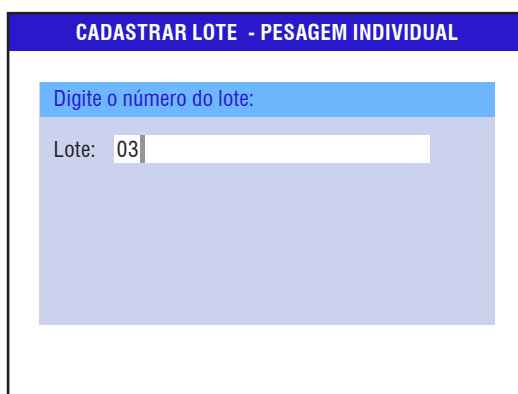 CADASTRAR LOTE - PESAGEM INDIVIDUAL
Digite o número do lote:
Lote: 03